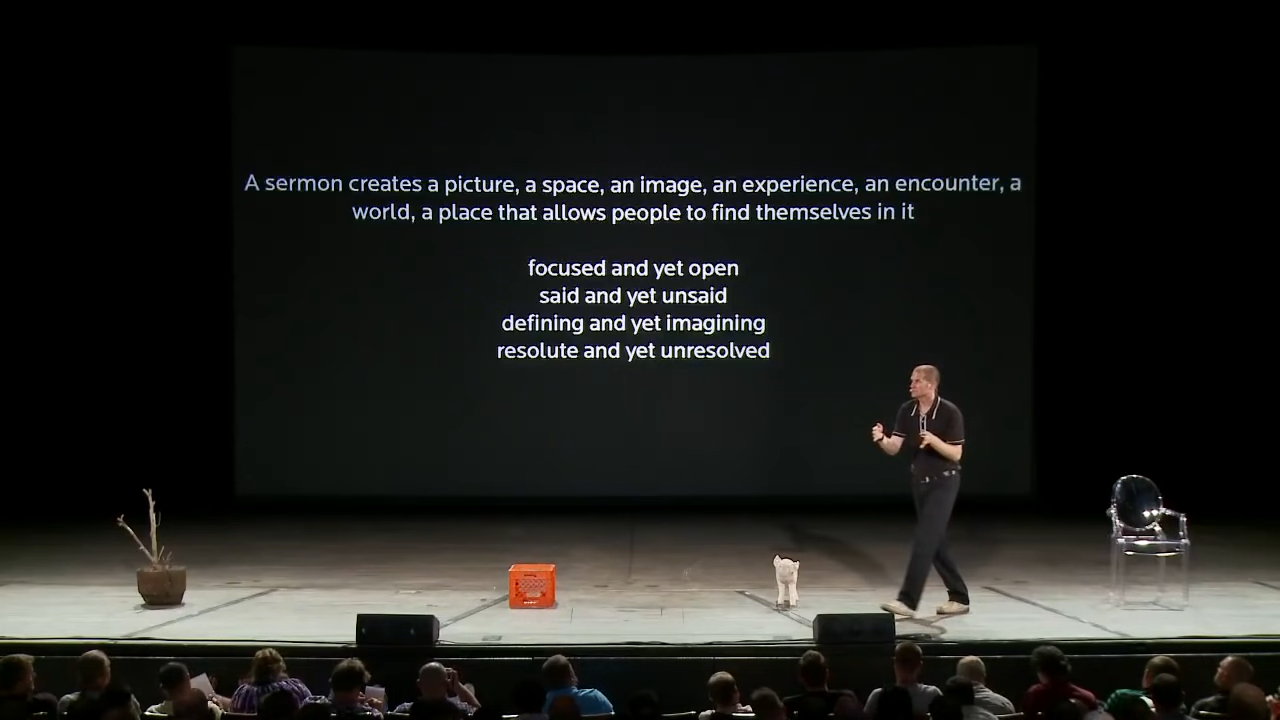 A sermon creates a picture, a space, an image, an experience, an encounter, a
world, a place that allows people to find themselves in it
focused and yet open
said and yet unsaid
defining and yet imagining
resolute and yet unresolved